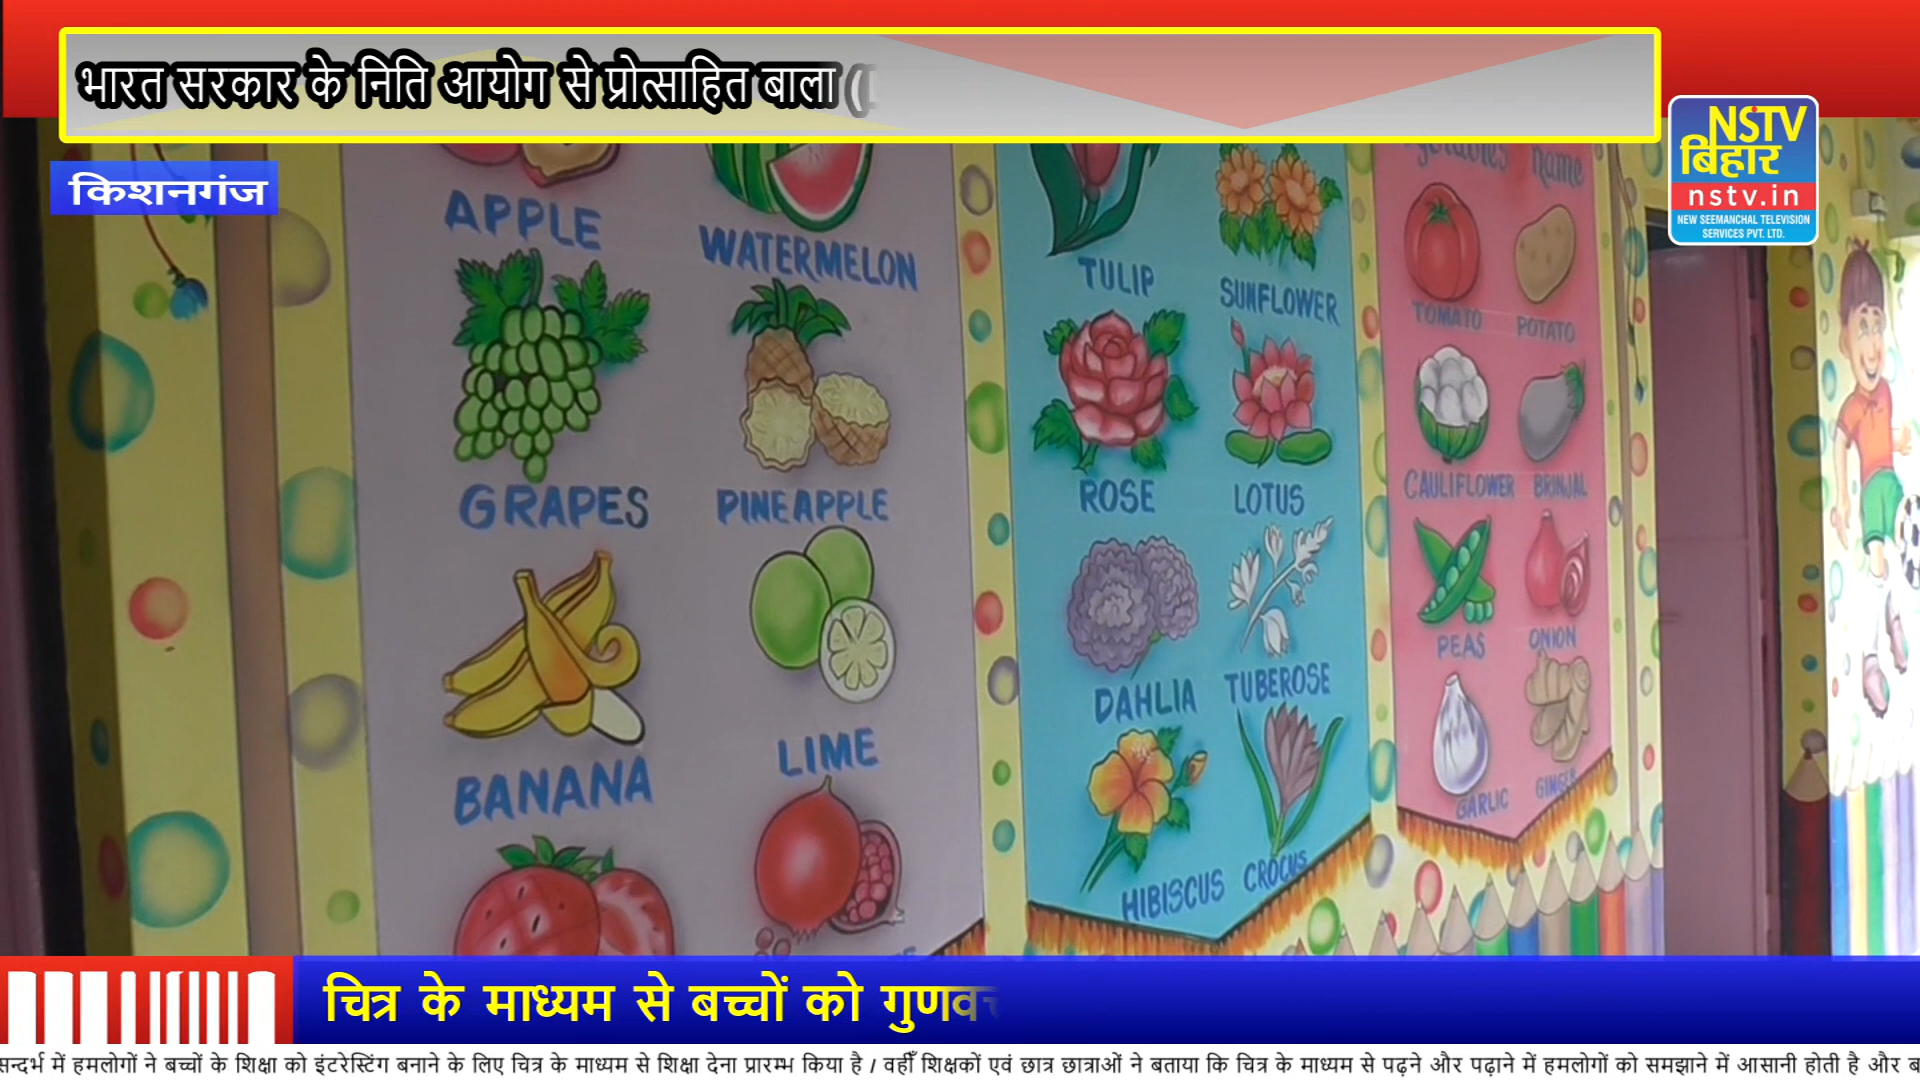 भारत सरकार के निति आयोग से प्रोत्साहित बाला (
किशनगंज
NSTV
बिहार
nstv.in
NEW SEEMANCHAL TELEVISION
SERVICES PVT. LTD.
name
APPLE
WATERMELON
GRAPES
PINEAPPLE
BANANA
LIME
TULIP
SUNFLOWER
ROSE
LOTUS
DAHLIA
TUBEROSE
HIBISCUS
CROCUS
TOMATO
POTATO
CAULIFLOWER
BRINJAL
PEAS
ONION
GARLIC
GINGER
चित्र के माध्यम से बच्चों को
सन्दर्भ में हमलोगों ने बच्चों के शिक्षा को इंटरेस्टिंग बनाने के लिए चित्र के माध्यम से शिक्षा देना प्रारम्भ किया है / वहीँ शिक्षकों एवं छात्र छात्राओं ने बताया कि चित्र के माध्यम से पढ़ने और पढ़ाने में हमलोगों को समझाने में आसानी होती है और